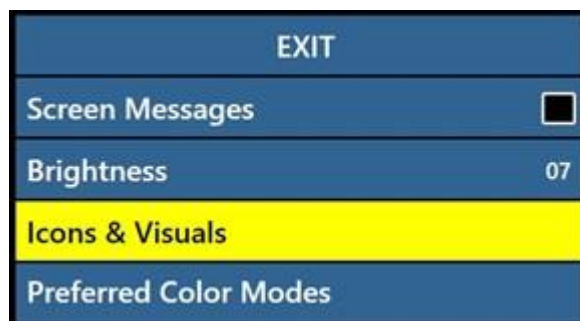 EXIT
Screen Messages
Brightness 07
Icons & Visuals
Preferred Color Modes